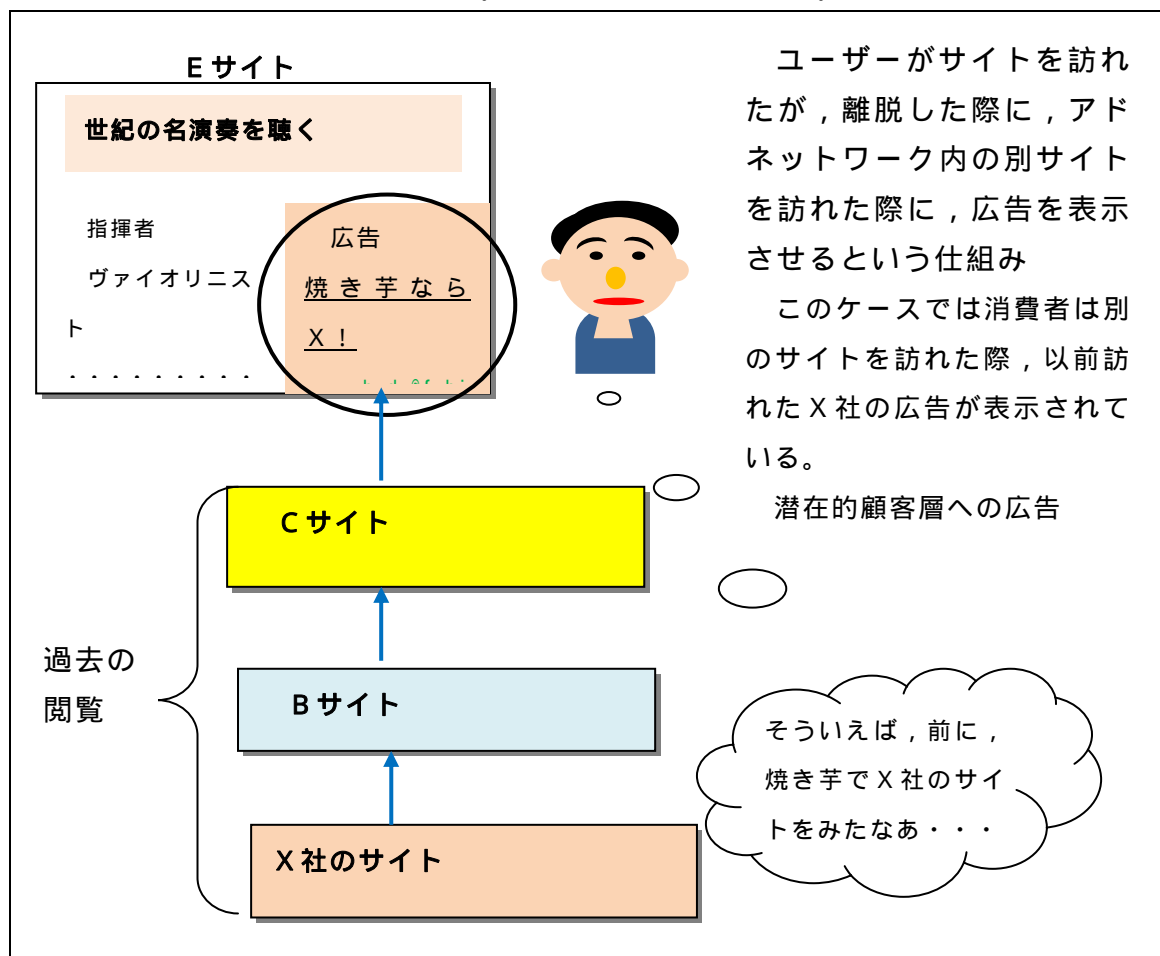 Eサイト
世紀の名演奏を聴く
指揮者
ヴァイオリニス
ト
・・・・・・・・・
広告
焼き芋なら
X!
ユーザーがサイトを訪れ
たが,離脱した際に,アド
ネットワーク内の別サイト
を訪れた際に,広告を表示
させるという仕組み
このケースでは消費者は別
のサイトを訪れた際,以前訪
れたX社の広告が表示されて
いる。
潜在的顧客層への広告
Cサイト
過去の
閲覧
Bサイト
そういえば,前に,
焼き芋でX社のサイ
トをみたなあ・・・
X社のサイト